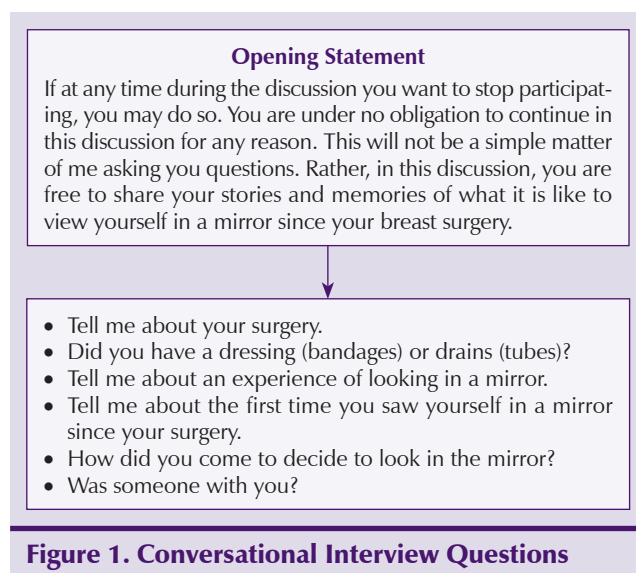 Opening Statement
If at any time during the discussion you want to stop participat-
ing, you may do so. You are under no obligation to continue in
this discussion for any reason. This will not be a simple matter
of me asking you questions. Rather, in this discussion, you are
free to share your stories and memories of what it is like to
view yourself in a mirror since your breast surgery.
• Tell me about your surgery.
• Did you have a dressing (bandages) or drains (tubes)?
• Tell me about an experience of looking in a mirror.
• Tell me about the first time you saw yourself in a mirror
since your surgery.
• How did you come to decide to look in the mirror?
• Was someone with you?
Figure 1. Conversational Interview Questions